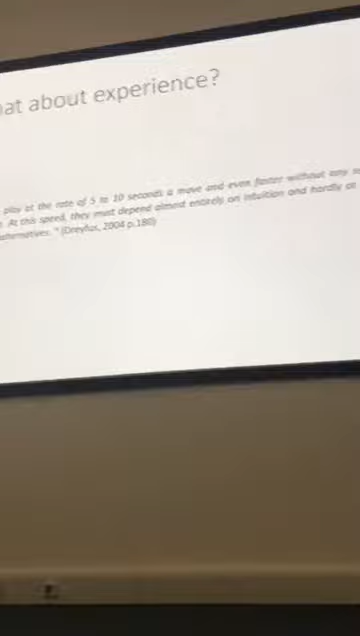 at about experience?
play at the rate of 5 to 10 seconds a move and even faster without any
At this speed, they must depend almost entirely on intuition and hardly at
alternatives." (Dreyfus, 2004 p.180)